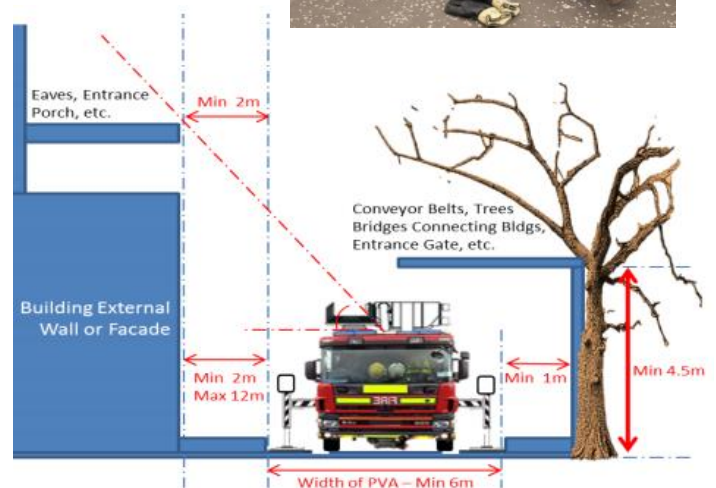 Eaves, Entrance
Porch, etc.
Min 2m
Conveyor Belts, Trees
Bridges Connecting Bldgs,
Entrance Gate, etc.
Building External
Wall or Facade
Min 2m
Max 12m
Min 1m
Min 4.5m
Width of PVA – Min 6m